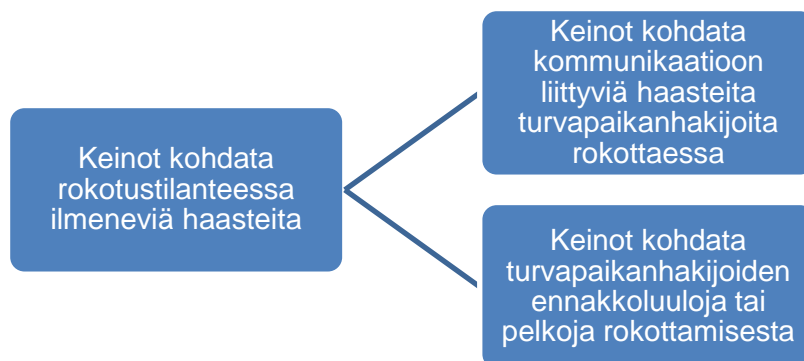 Keinot kohdata
rokotustilanteessa
ilmeneviä haasteita
Keinot kohdata
kommunikaatioon
liittyviä haasteita
turvapaikanhakijoita
rokottaessa
Keinot kohdata
turvapaikanhakijoiden
ennakkoluuloja tai
pelkoja rokottamisesta